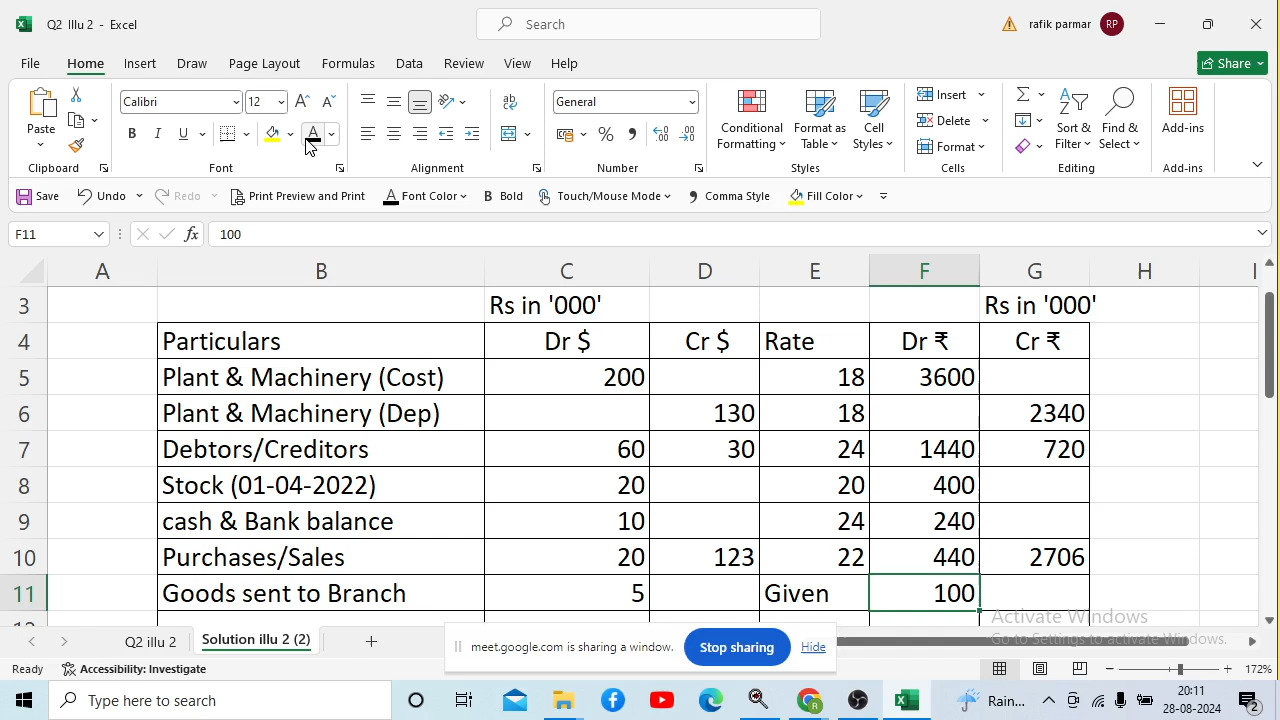 Q2 Illu 2 - Excel
Search
rafik parmar
RP
File Home Insert Draw Page Layout Formulas Data Review View Help
Share
Paste
Calibri 12
General
Conditional Formatting
Format as Table
Cell Styles
Insert
Delete
Format
Sort & Filter
Find & Select
Add-ins
Clipboard Font Alignment Number Styles Cells Editing Add-ins
Save Undo Redo Print Preview and Print Font Color B Bold Touch/Mouse Mode Comma Style Fill Color
F11 fx 100
A B C D E F G H I
3 Rs in '000' Rs in '000'
4 Particulars Dr $ Cr $ Rate Dr ₹ Cr ₹
5 Plant & Machinery (Cost) 200 18 3600
6 Plant & Machinery (Dep) 130 18 2340
7 Debtors/Creditors 60 30 24 1440 720
8 Stock (01-04-2022) 20 20 400
9 cash & Bank balance 10 24 240
10 Purchases/Sales 20 123 22 440 2706
11 Goods sent to Branch 5 Given 100
Activate Windows
Go to Settings to activate Windows.
Q2 illu 2 Solution illu 2 (2)
meet.google.com is sharing a window. Stop sharing Hide
Ready Accessibility: Investigate 172%
Type here to search
Rain...
20:11
28-08-2024
2